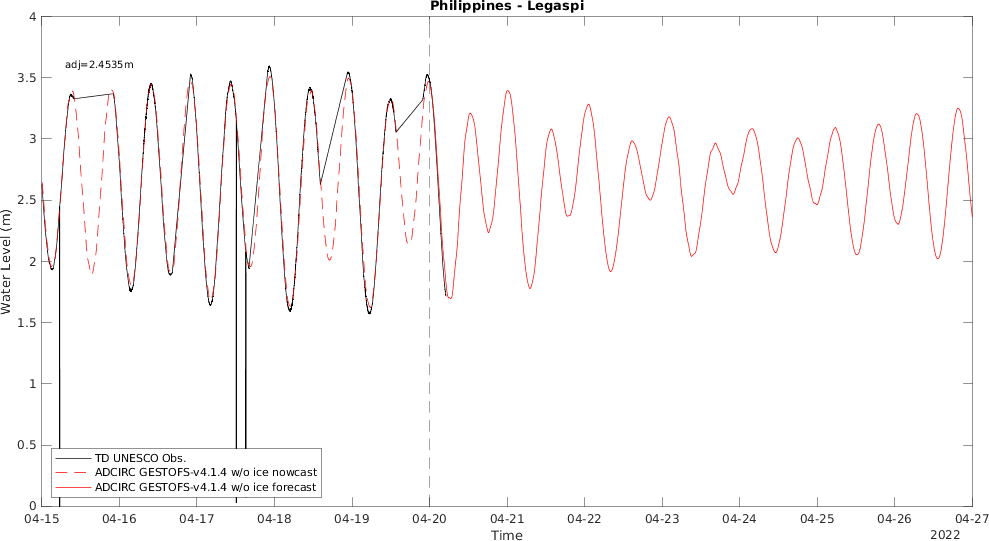 Philippines - Legaspi
adj=2.4535m
4
3.5
3
2.5
2
1.5
1
0.5
0
Water Level (m)
TD UNESCO Obs.
ADCIRC GESTOFS-v4.1.4 w/o ice nowcast
ADCIRC GESTOFS-v4.1.4 w/o ice forecast
04-15 04-16 04-17 04-18 04-19 04-20 04-21 04-22 04-23 04-24 04-25 04-26 04-27
Time
2022